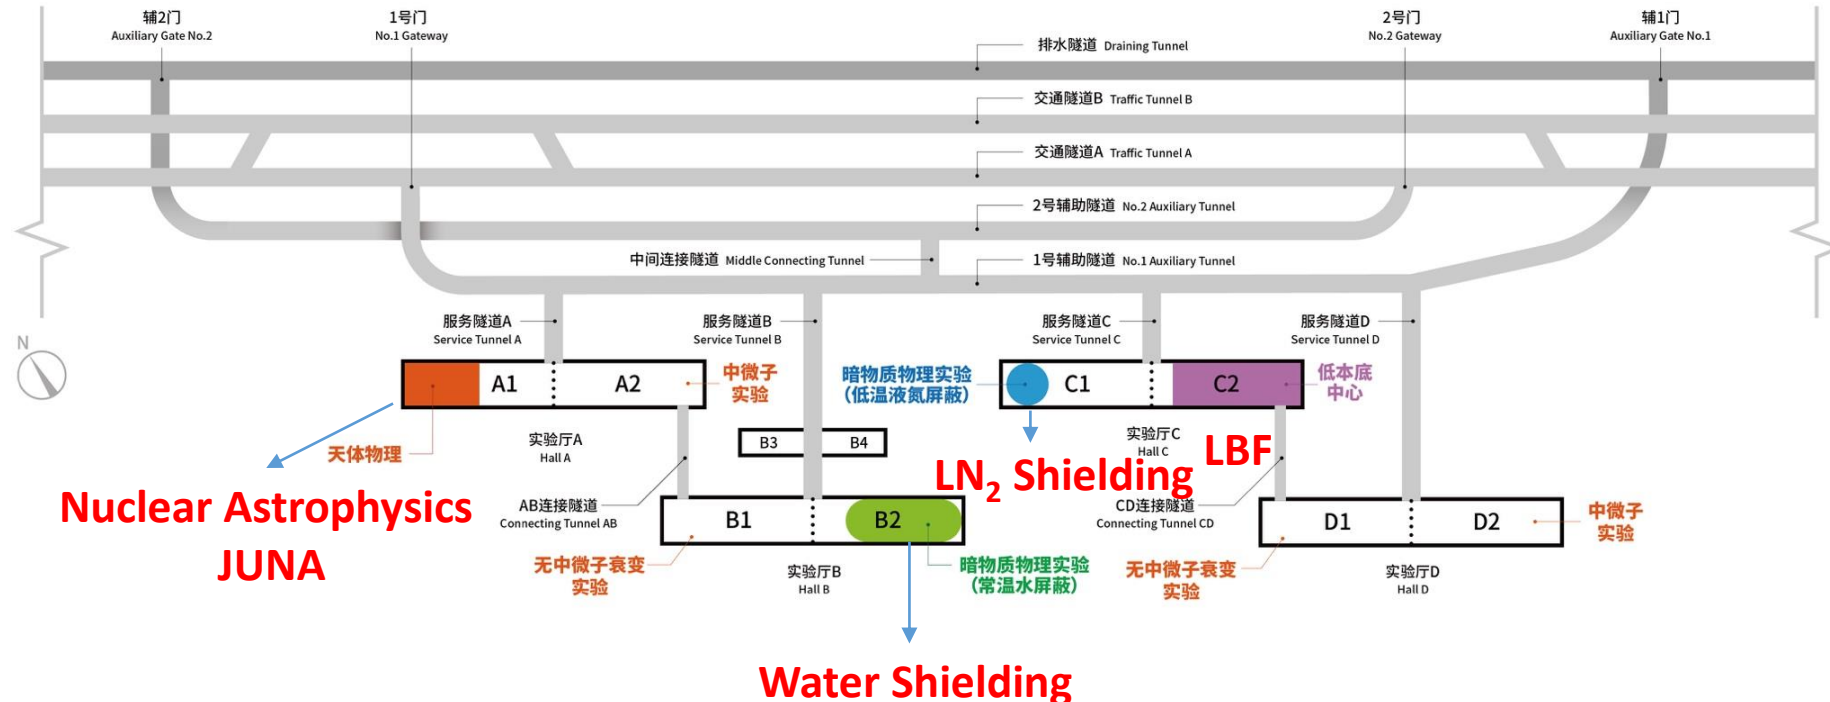 辅2门
Auxiliary Gate No.2
1号门
No.1 Gateway
2号门
No.2 Gateway
辅1门
Auxiliary Gate No.1
排水隧道 Draining Tunnel
交通隧道B Traffic Tunnel B
交通隧道A Traffic Tunnel A
2号辅助隧道 No.2 Auxiliary Tunnel
中间连接隧道 Middle Connecting Tunnel
1号辅助隧道 No.1 Auxiliary Tunnel
服务隧道A
Service Tunnel A
服务隧道B
Service Tunnel B
服务隧道C
Service Tunnel C
服务隧道D
Service Tunnel D
N
A1
A2
中微子
实验
暗物质物理实验
（低温液氮屏蔽）
C1
C2
低本底
中心
天体物理
实验厅A
Hall A
B3
B4
实验厅C
Hall C
LBF
LN2 Shielding
Nuclear Astrophysics
JUNA
AB连接隧道
Connecting Tunnel AB
B1
B2
CD连接隧道
Connecting Tunnel CD
D1
D2
中微子
实验
无中微子衰变
实验
实验厅B
Hall B
暗物质物理实验
（常温水屏蔽）
无中微子衰变
实验
实验厅D
Hall D
Water Shielding